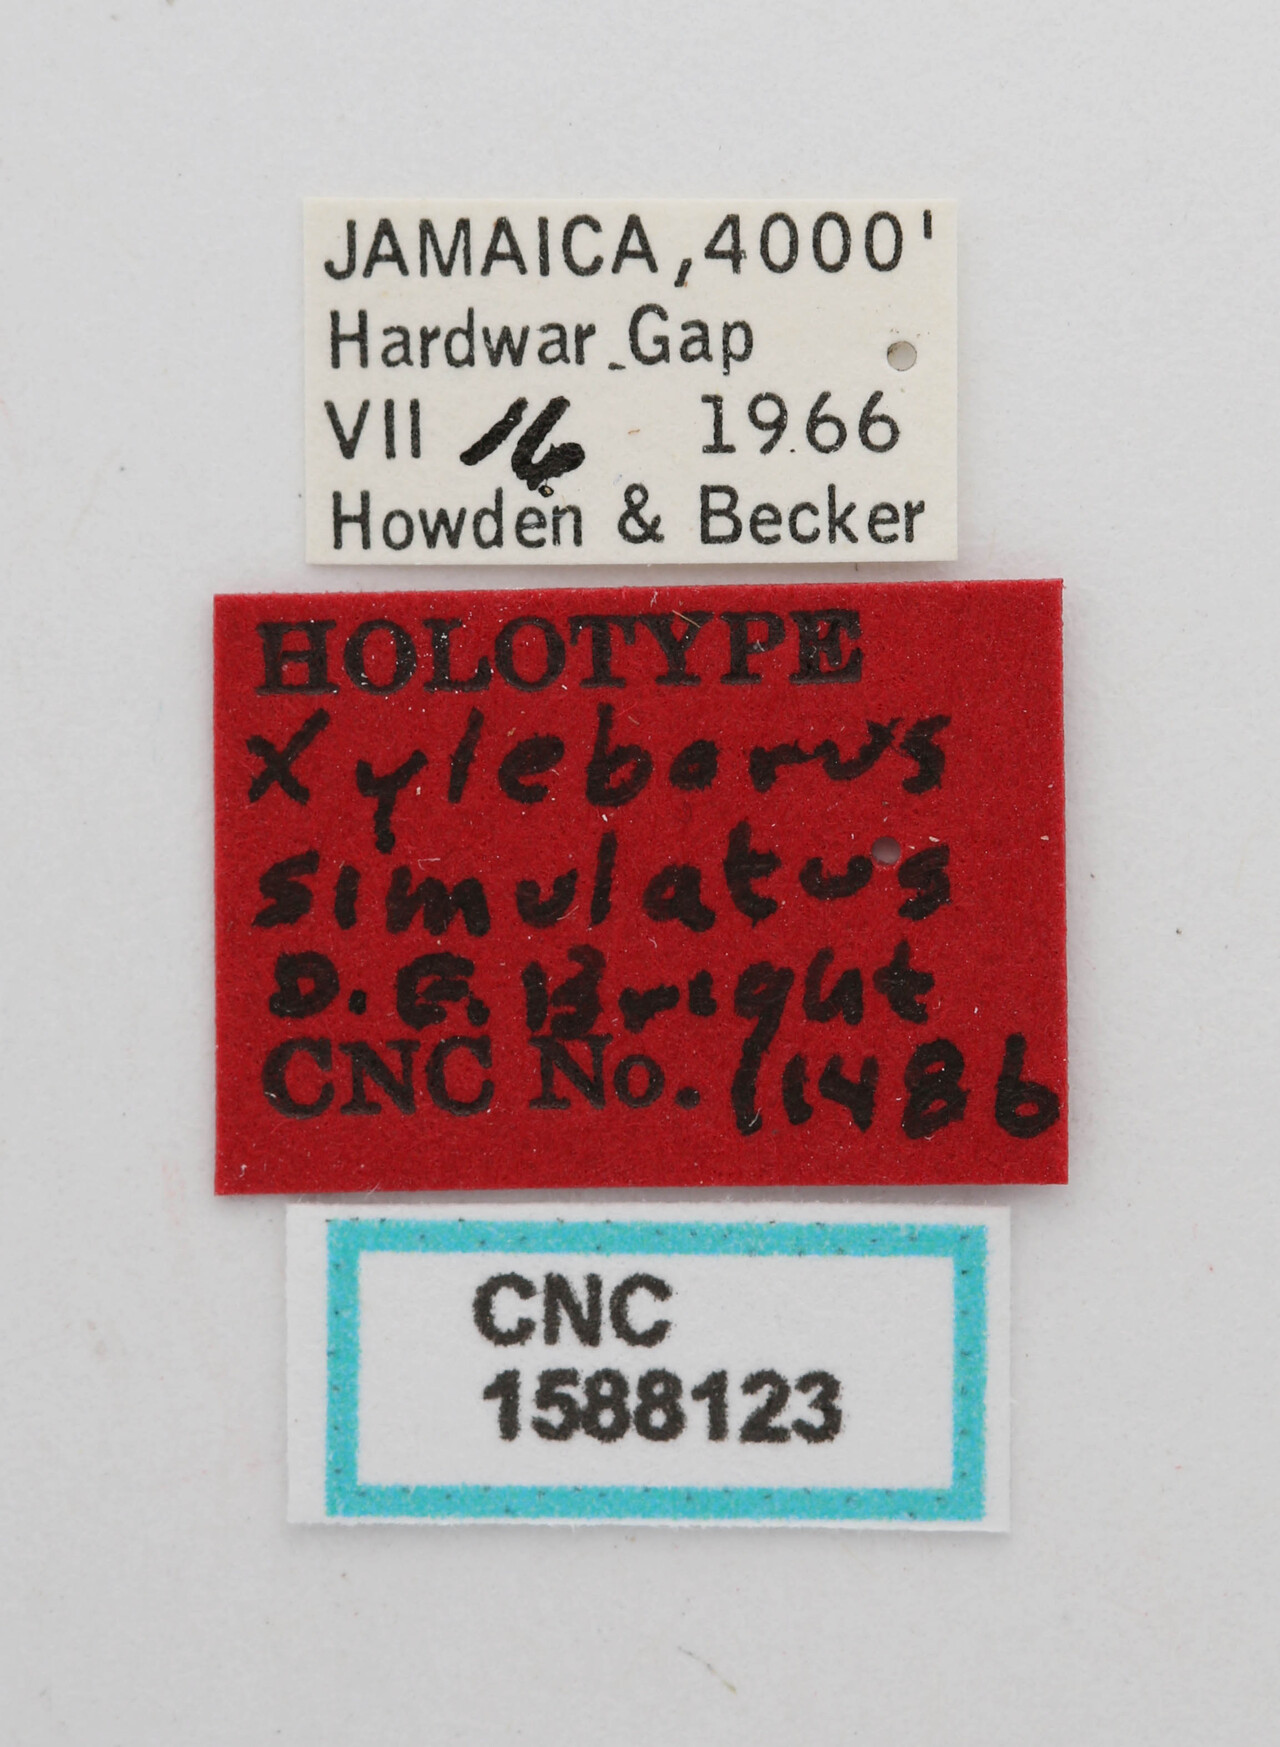 JAMAICA, 4000'
Hardwar Gap
VII 16 1966
Howden & Becker
HOLOTYPE
Xyleborus
simulatus
D.E. Bright
CNC No. 11486
CNC
1588123